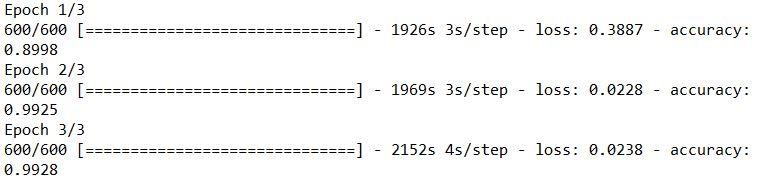 Epoch 1/3
600/600 [==============================] - 1926s 3s/step - loss: 0.3887 - accuracy:
0.8998
Epoch 2/3
600/600 [==============================] - 1969s 3s/step - loss: 0.0228 - accuracy:
0.9925
Epoch 3/3
600/600 [==============================] - 2152s 4s/step - loss: 0.0238 - accuracy:
0.9928